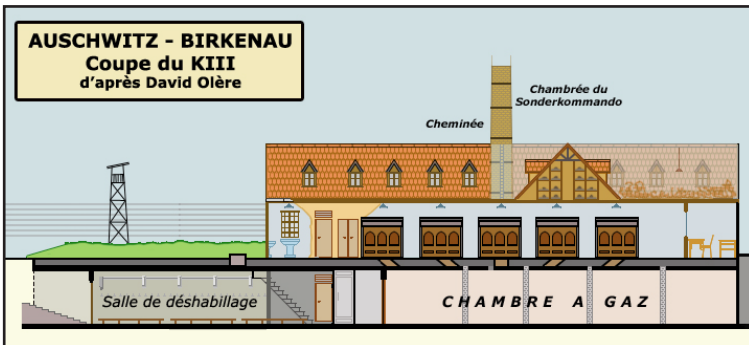 AUSCHWITZ - BIRKENAU
Coupe du KIII
d'après David Olère
Chambrée du
Sonderkommando
Cheminée
Salle de déshabillage
CHAMBRE A GAZ